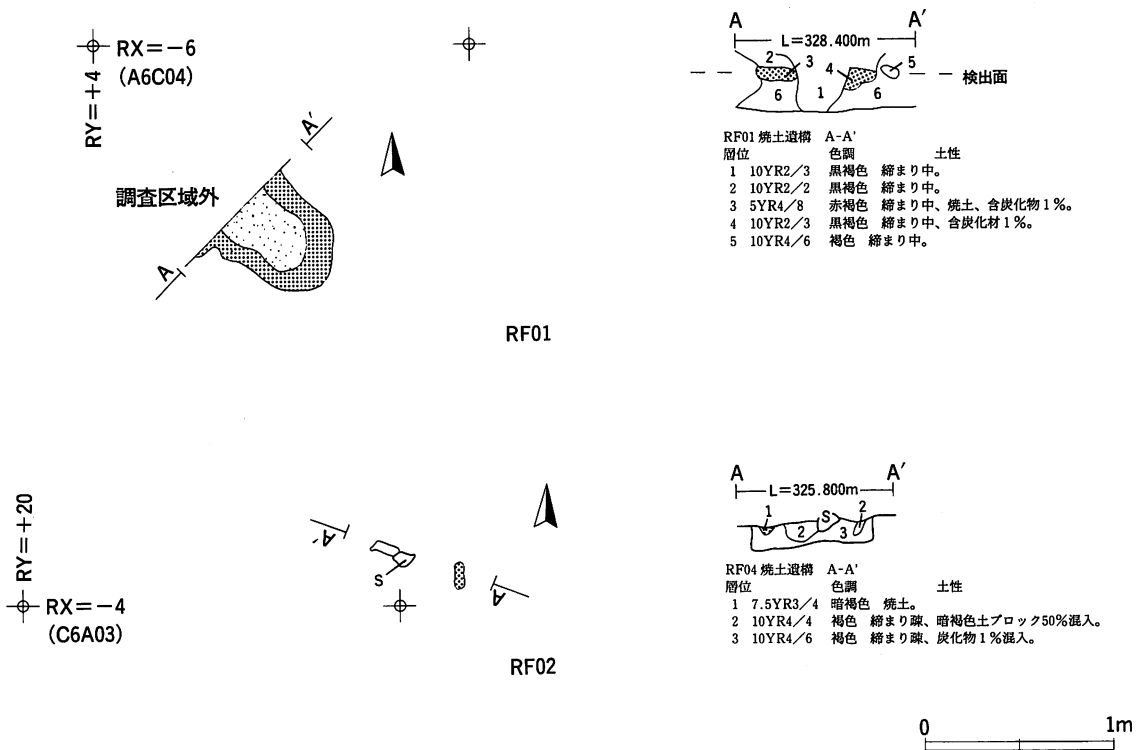 RX=−6
(A6C04)
RY=+4
A'
調査区域外
A
RF01
A A'
L=328.400m
2 3 4 5
6 1 6
検出面
RF01 焼土遺構 A-A'
層位 色調 土性
1 10YR2/3 黒褐色 締まり中。
2 10YR2/2 黒褐色 締まり中。
3 5YR4/8 赤褐色 締まり中、焼土、含炭化物1%。
4 10YR2/3 黒褐色 締まり中、含炭化材1%。
5 10YR4/6 褐色 締まり中。
RY=+20
RX=−4
(C6A03)
A'
S
A
RF02
A A'
L=325.800m
1 S 2
2 3
RF04 焼土遺構 A-A'
層位 色調 土性
1 7.5YR3/4 暗褐色 焼土。
2 10YR4/4 褐色 締まり疎、暗褐色土ブロック50%混入。
3 10YR4/6 褐色 締まり疎、炭化物1%混入。
0 1m